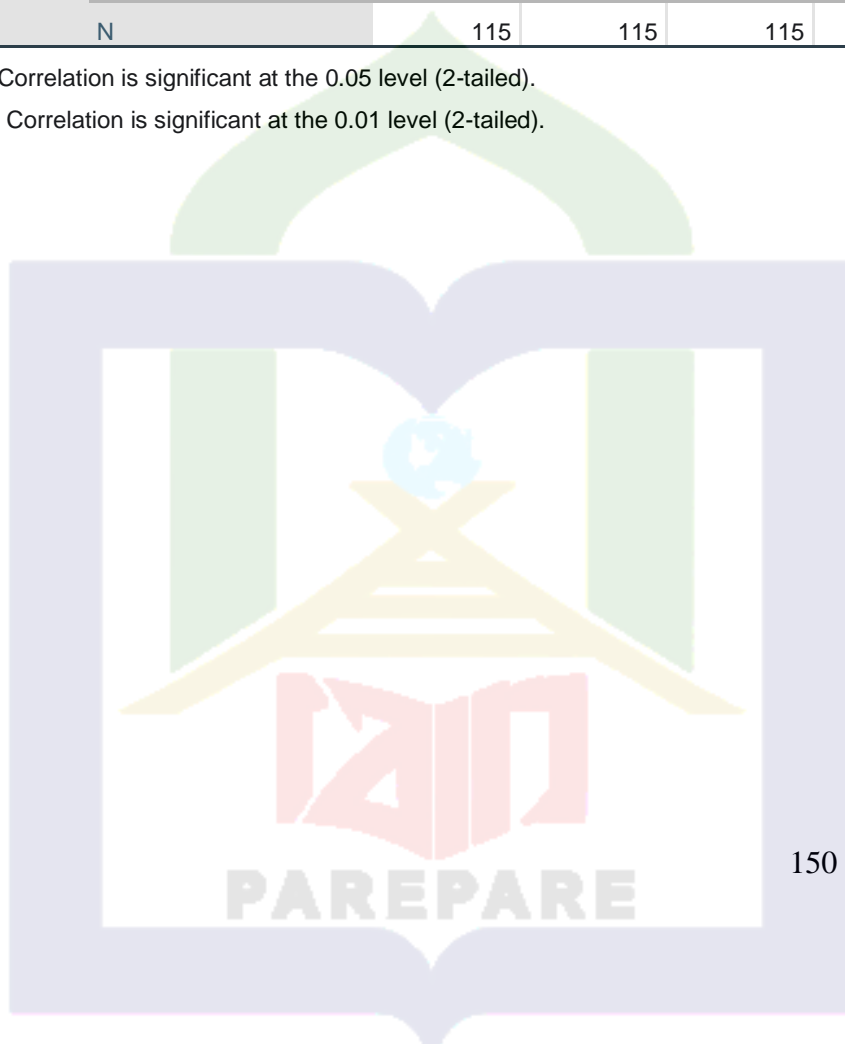 N 115 115 115
Correlation is significant at the 0.05 level (2-tailed).
Correlation is significant at the 0.01 level (2-tailed).
iain
150
PAREPARE